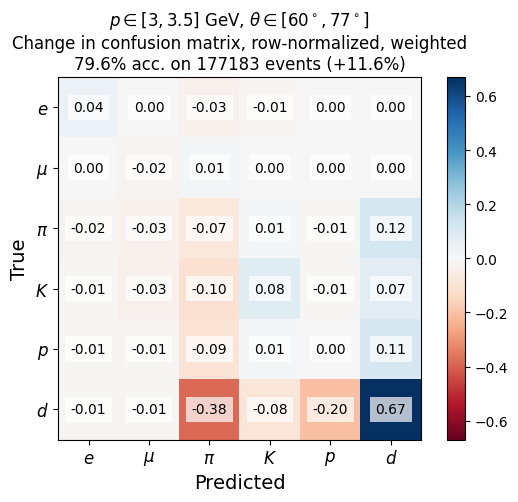 p ∈ [3, 3.5] GeV, θ ∈ [60°, 77°]
Change in confusion matrix, row-normalized, weighted
79.6% acc. on 177183 events (+11.6%)
e 0.04 0.00 -0.03 -0.01 0.00 0.00
μ 0.00 -0.02 0.01 0.00 0.00 0.00
π -0.02 -0.03 -0.07 0.01 -0.01 0.12
K -0.01 -0.03 -0.10 0.08 -0.01 0.07
p -0.01 -0.01 -0.09 0.01 0.00 0.11
d -0.01 -0.01 -0.38 -0.08 -0.20 0.67
e μ π K p d
True
Predicted
0.6
0.4
0.2
0.0
−0.2
−0.4
−0.6